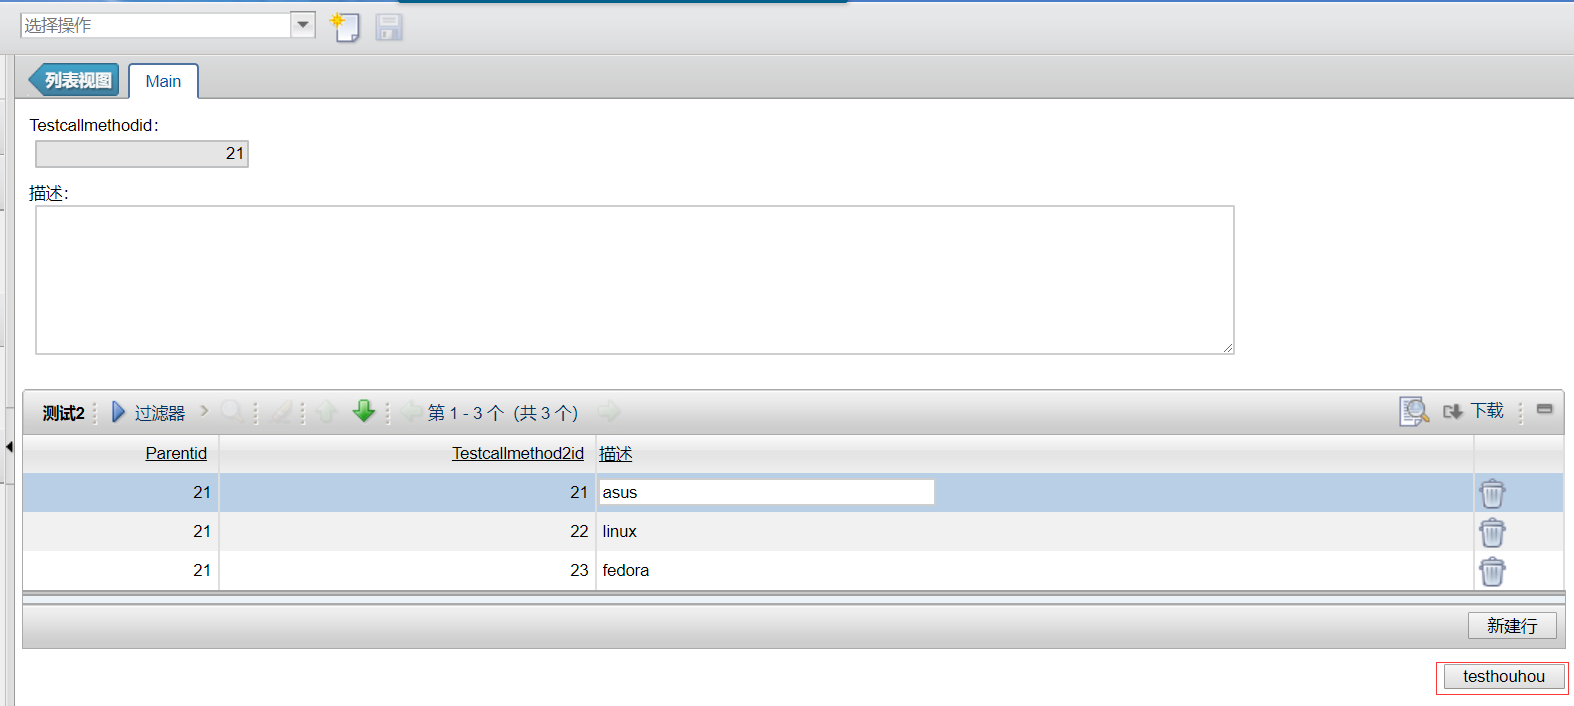 选择操作
列表视图 Main
Testcallmethodid:
21
描述:
测试2 过滤器 第 1 - 3 个（共 3 个） 下载
Parentid Testcallmethod2id 描述
21 21 asus
21 22 linux
21 23 fedora
新建行
testhouhou